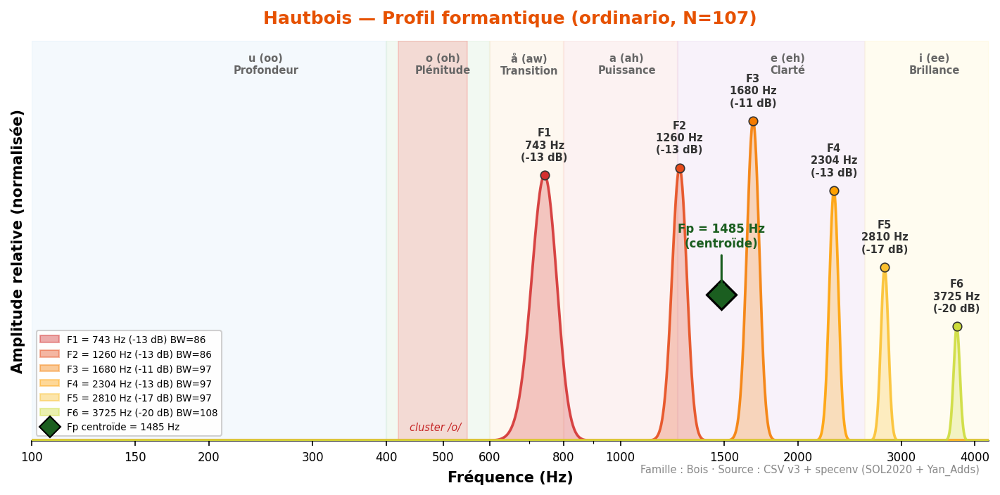 Hautbois — Profil formantique (ordinario, N=107)
u (oo)
Profondeur
o (oh)
Plénitude
å (aw)
Transition
a (ah)
Puissance
e (eh)
Clarté
i (ee)
Brillance
F1
743 Hz
(-13 dB)
F2
1260 Hz
(-13 dB)
F3
1680 Hz
(-11 dB)
F4
2304 Hz
(-13 dB)
F5
2810 Hz
(-17 dB)
F6
3725 Hz
(-20 dB)
Fp = 1485 Hz
(centroïde)
cluster /o/
Amplitude relative (normalisée)
F1 = 743 Hz (-13 dB) BW=86
F2 = 1260 Hz (-13 dB) BW=86
F3 = 1680 Hz (-11 dB) BW=97
F4 = 2304 Hz (-13 dB) BW=97
F5 = 2810 Hz (-17 dB) BW=97
F6 = 3725 Hz (-20 dB) BW=108
Fp centroïde = 1485 Hz
100 150 200 300 400 500 600 800 1000 1500 2000 3000 4000
Fréquence (Hz)
Famille : Bois · Source : CSV v3 + specenv (SOL2020 + Yan_Adds)